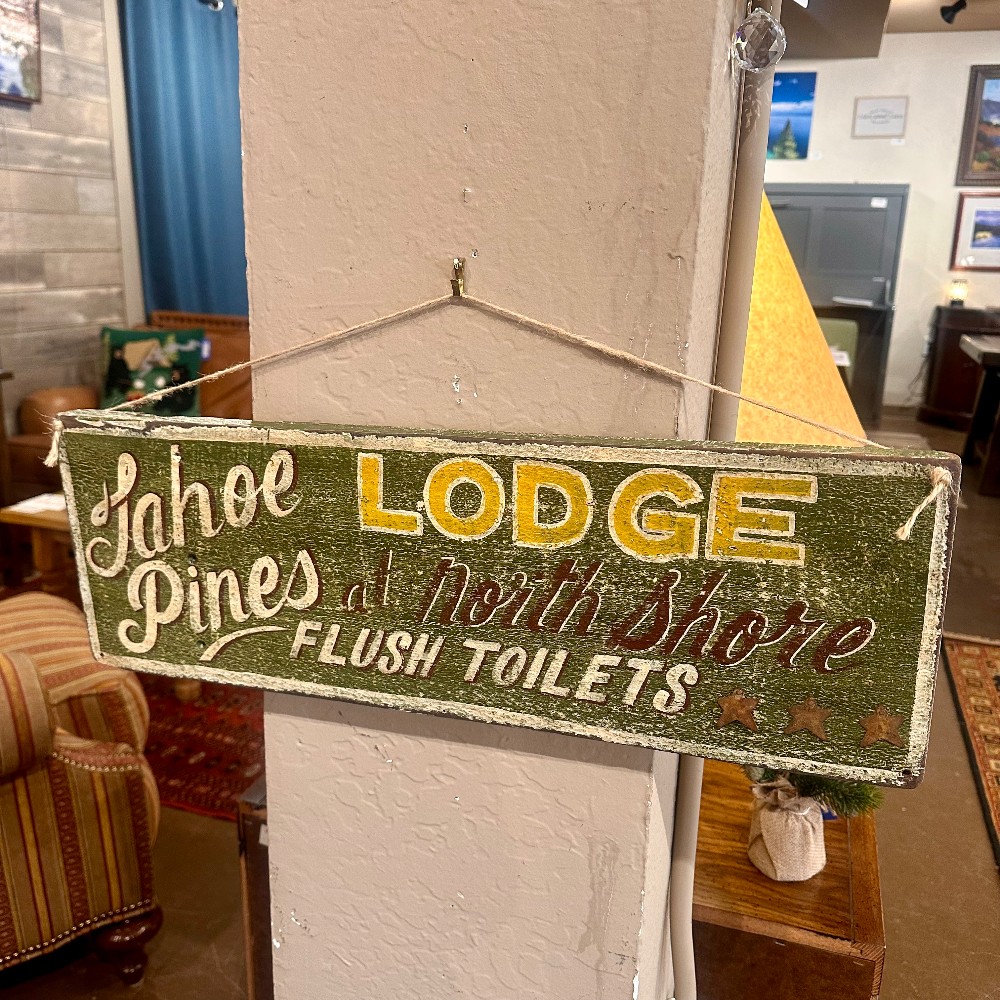 Tahoe Pines LODGE
at North Shore
FLUSH TOILETS